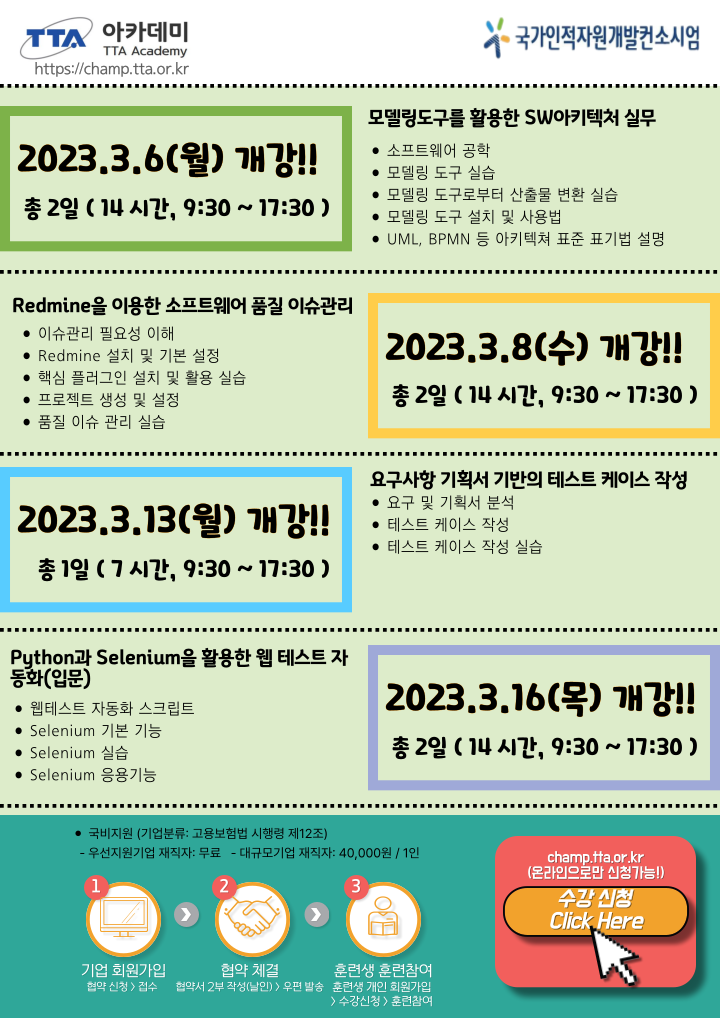 TTA 아카데미
TTA Academy
https://champ.tta.or.kr
국가인적자원개발컨소시엄
2023.3.6(월) 개강!!
총 2일 ( 14 시간, 9:30 ~ 17:30 )
모델링도구를 활용한 SW아키텍처 실무
• 소프트웨어 공학
• 모델링 도구 실습
• 모델링 도구로부터 산출물 변환 실습
• 모델링 도구 설치 및 사용법
• UML, BPMN 등 아키텍쳐 표준 표기법 설명
Redmine을 이용한 소프트웨어 품질 이슈관리
• 이슈관리 필요성 이해
• Redmine 설치 및 기본 설정
• 핵심 플러그인 설치 및 활용 실습
• 프로젝트 생성 및 설정
• 품질 이슈 관리 실습
2023.3.8(수) 개강!!
총 2일 ( 14 시간, 9:30 ~ 17:30 )
2023.3.13(월) 개강!!
총 1일 ( 7 시간, 9:30 ~ 17:30 )
요구사항 기획서 기반의 테스트 케이스 작성
• 요구 및 기획서 분석
• 테스트 케이스 작성
• 테스트 케이스 작성 실습
Python과 Selenium을 활용한 웹 테스트 자
동화(입문)
• 웹테스트 자동화 스크립트
• Selenium 기본 기능
• Selenium 실습
• Selenium 응용기능
2023.3.16(목) 개강!!
총 2일 ( 14 시간, 9:30 ~ 17:30 )
• 국비지원 (기업분류: 고용보험법 시행령 제12조)
- 우선지원기업 재직자: 무료 - 대규모기업 재직자: 40,000원 / 1인
1
기업 회원가입
협약 신청 > 접수
2
협약 체결
협약서 2부 작성(날인) > 우편 발송
3
훈련생 훈련참여
훈련생 개인 회원가입
> 수강신청 > 훈련참여
champ.tta.or.kr
(온라인으로만 신청가능!)
수강 신청
Click Here